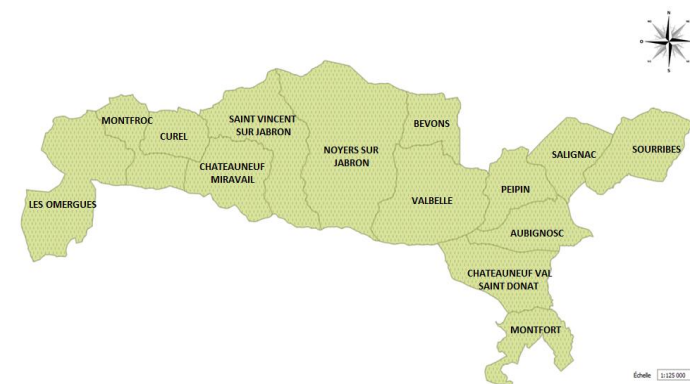 N
O
E
S
MONTFROC
CUREL
SAINT VINCENT
SUR JABRON
BEVONS
NOYERS SUR
JABRON
CHATEAUNEUF
MIRAVAIL
LES OMERGUES
VALBELLE
PEIPIN
SALIGNAC
SOURRIBES
AUBIGNOSC
CHATEAUNEUF VAL
SAINT DONAT
MONTFORT
Échelle 1:125 000